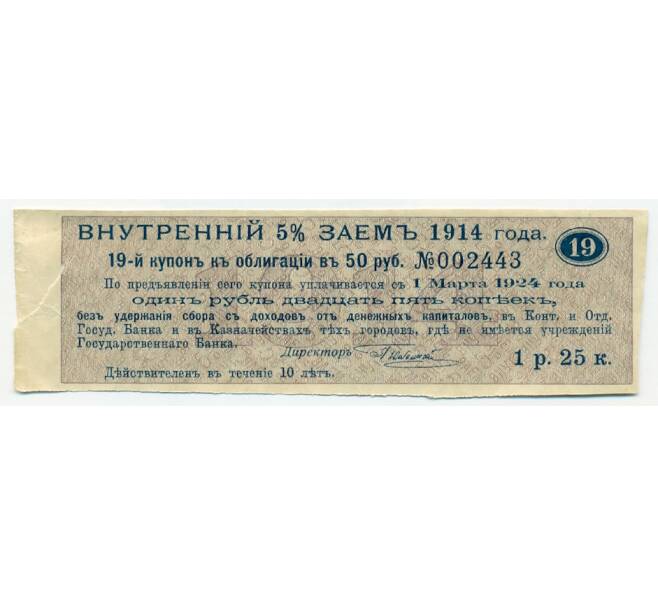 ВНУТРЕННІЙ 5% ЗАЕМЪ 1914 года.
19
19-й купонъ къ облигаціи въ 50 руб. №002443
По предъявленіи сего купона уплачивается съ 1 Марта 1924 года
одинъ рубль двадцать пять копѣекъ,
безъ удержанія сбора съ доходовъ отъ денежныхъ капиталовъ, въ Конт. и Отд.
Госуд. Банка и въ Казначействахъ тѣхъ городовъ, гдѣ не имѣется учрежденій
Государственнаго Банка.
Директоръ
1 р. 25 к.
Дѣйствителенъ въ теченіе 10 лѣтъ.